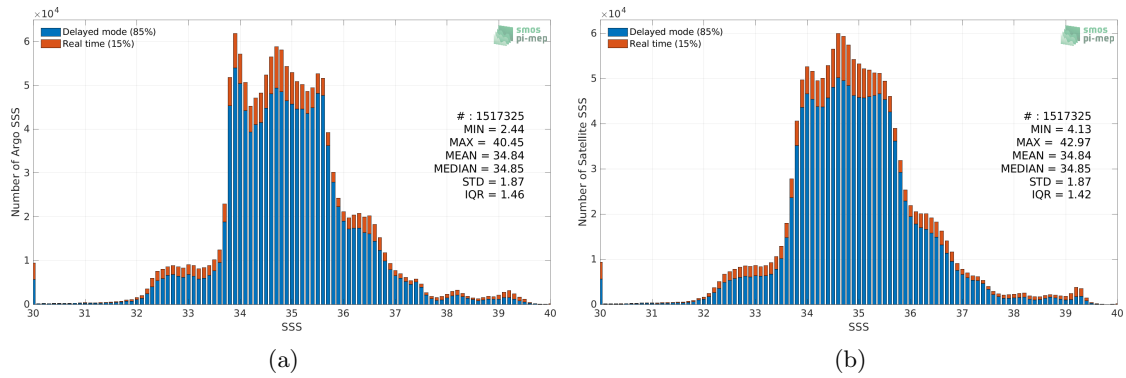 ×10⁴
Delayed mode (85%)
Real time (15%)
smos
pi-mep
# : 1517325
MIN = 2.44
MAX = 40.45
MEAN = 34.84
MEDIAN = 34.85
STD = 1.87
IQR = 1.46
Number of Argo SSS
6
5
4
3
2
1
0
30 31 32 33 34 35 36 37 38 39 40
SSS
(a)
×10⁴
Delayed mode (85%)
Real time (15%)
smos
pi-mep
# : 1517325
MIN = 4.13
MAX = 42.97
MEAN = 34.84
MEDIAN = 34.85
STD = 1.87
IQR = 1.42
Number of Satellite SSS
6
5
4
3
2
1
0
30 31 32 33 34 35 36 37 38 39 40
SSS
(b)